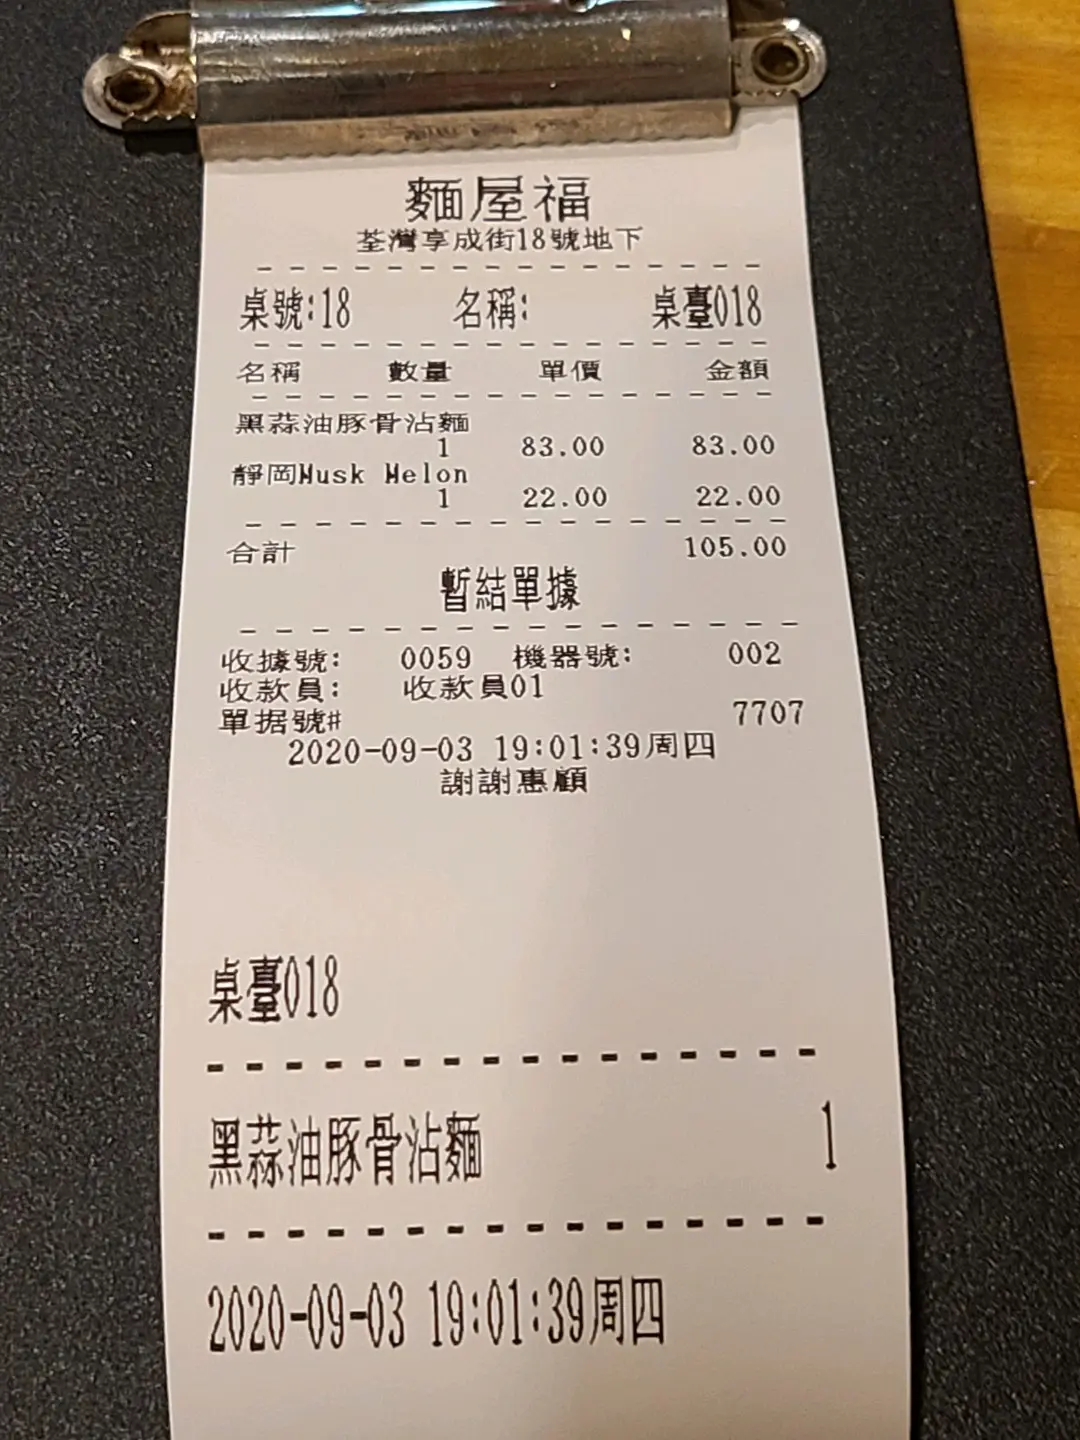 麵屋福
荃灣享成街18號地下
桌號:18 名稱: 桌臺018
名稱 數量 單價 金額
黑蒜油豚骨沾麵
1 83.00 83.00
靜岡Musk Melon
1 22.00 22.00
合計 105.00
暫結單據
收據號: 0059 機器號: 002
收款員: 收款員01
單据號# 7707
2020-09-03 19:01:39周四
謝謝惠顧
桌臺018
黑蒜油豚骨沾麵 1
2020-09-03 19:01:39周四